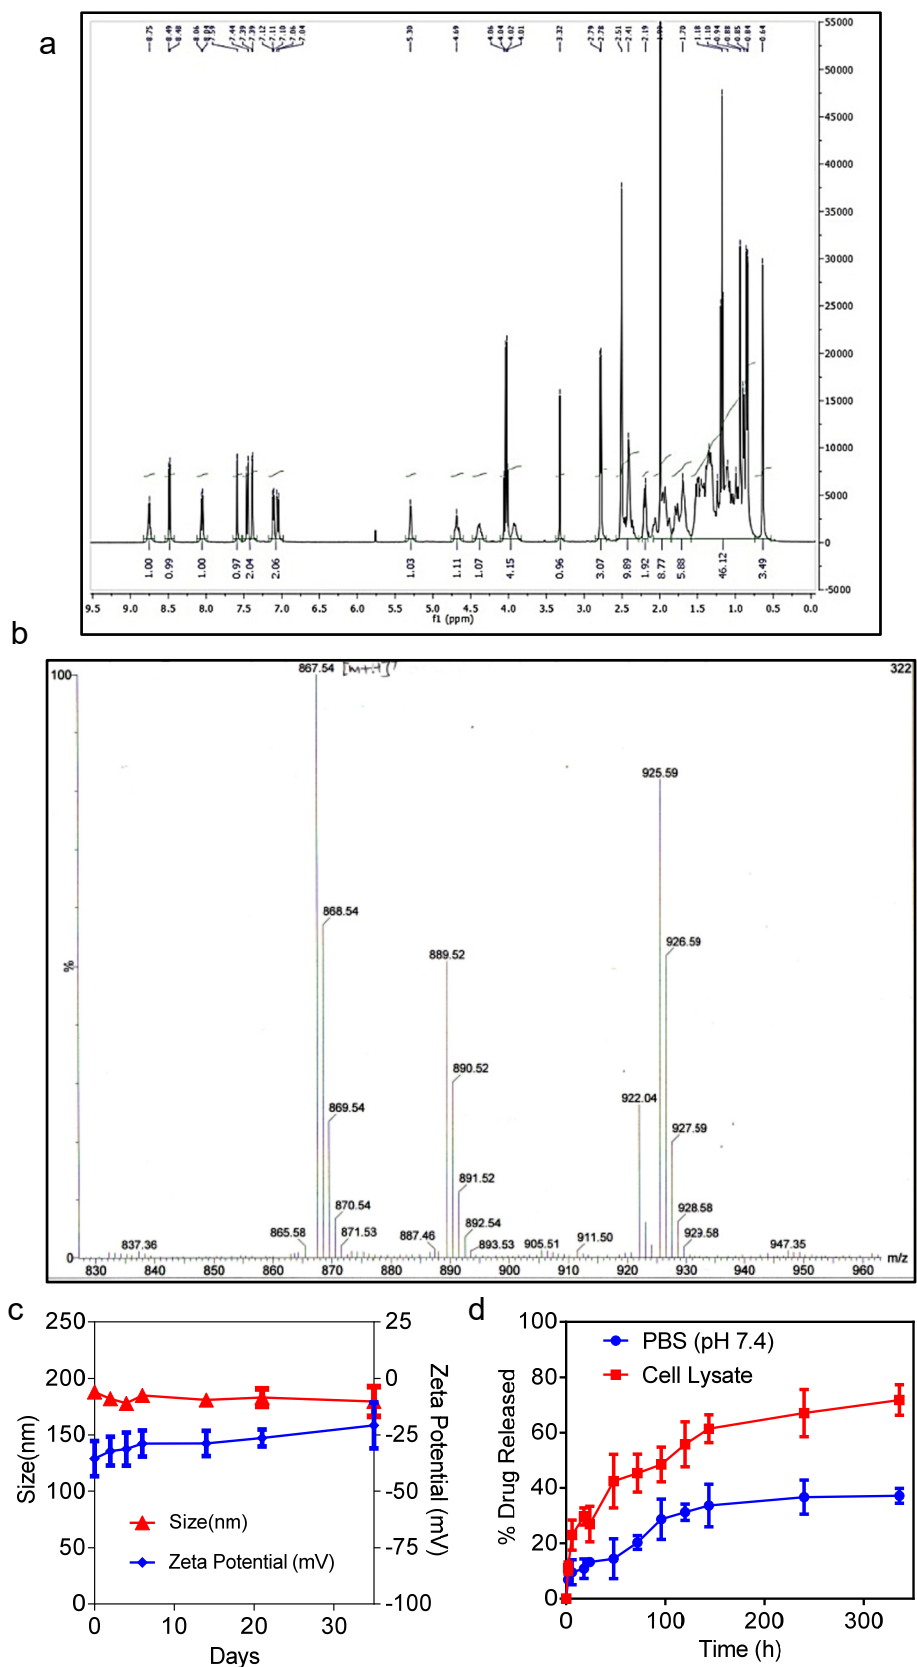 a
8.75 8.49 8.48 8.06 8.04 7.59 7.44 7.39 7.39 7.12 7.11 7.10 7.06 7.04 5.30 4.69 4.06 4.04 4.02 4.01 3.32 2.79 2.78 2.51 2.41 2.19 1.70 1.18 1.10 0.94 0.88 0.85 0.84 0.64
55000
50000
45000
40000
35000
30000
25000
20000
15000
10000
5000
0
-5000
1.00 0.99 1.00 0.97 2.04 2.06 1.03 1.11 1.07 4.15 0.96 3.07 9.89 1.92 8.77 5.88 46.12 3.49
9.5 9.0 8.5 8.0 7.5 7.0 6.5 6.0 5.5 5.0 4.5 4.0 3.5 3.0 2.5 2.0 1.5 1.0 0.5 0.0
f1 (ppm)
b
867.54 322
100
925.59
868.54
926.59
889.52
%
890.52
922.04
869.54
927.59
891.52
870.54 928.58
865.58 871.53 887.46 892.54 929.58
837.36 893.53 905.51 911.50 947.35
0 m/z
830 840 850 860 870 880 890 900 910 920 930 940 950 960
c
250
200
150
100
50
0
Size(nm)
25
0
-25
-50
-75
-100
Zeta Potential (mV)
Size(nm)
Zeta Potential (mV)
0 10 20 30
Days
d
100
80
60
40
20
0
% Drug Released
PBS (pH 7.4)
Cell Lysate
0 100 200 300
Time (h)